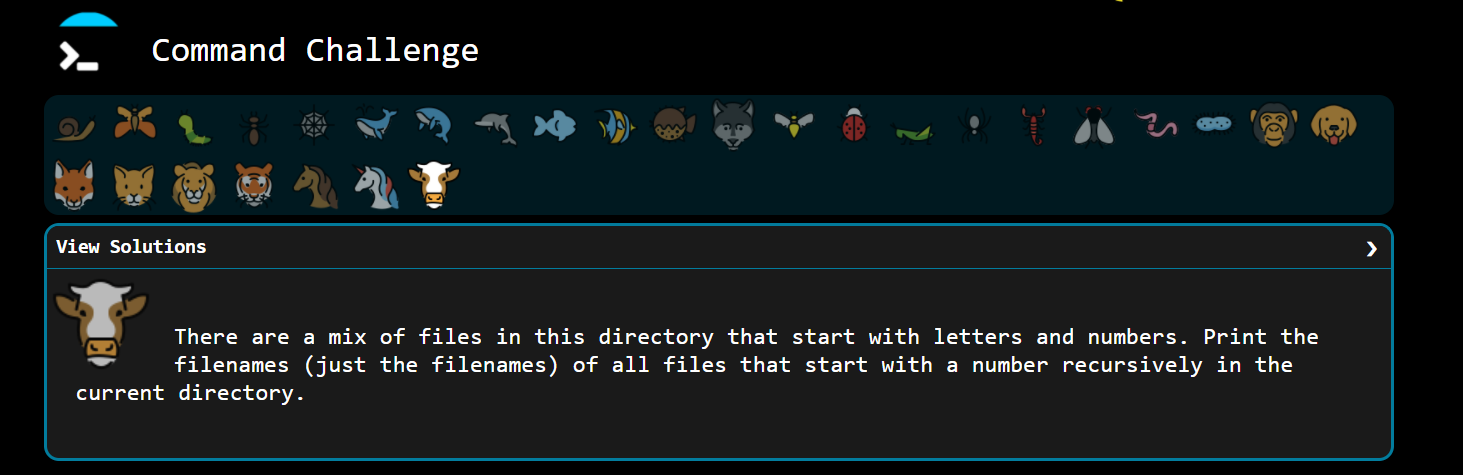 Command Challenge
View Solutions
There are a mix of files in this directory that start with letters and numbers. Print the
filenames (just the filenames) of all files that start with a number recursively in the
current directory.